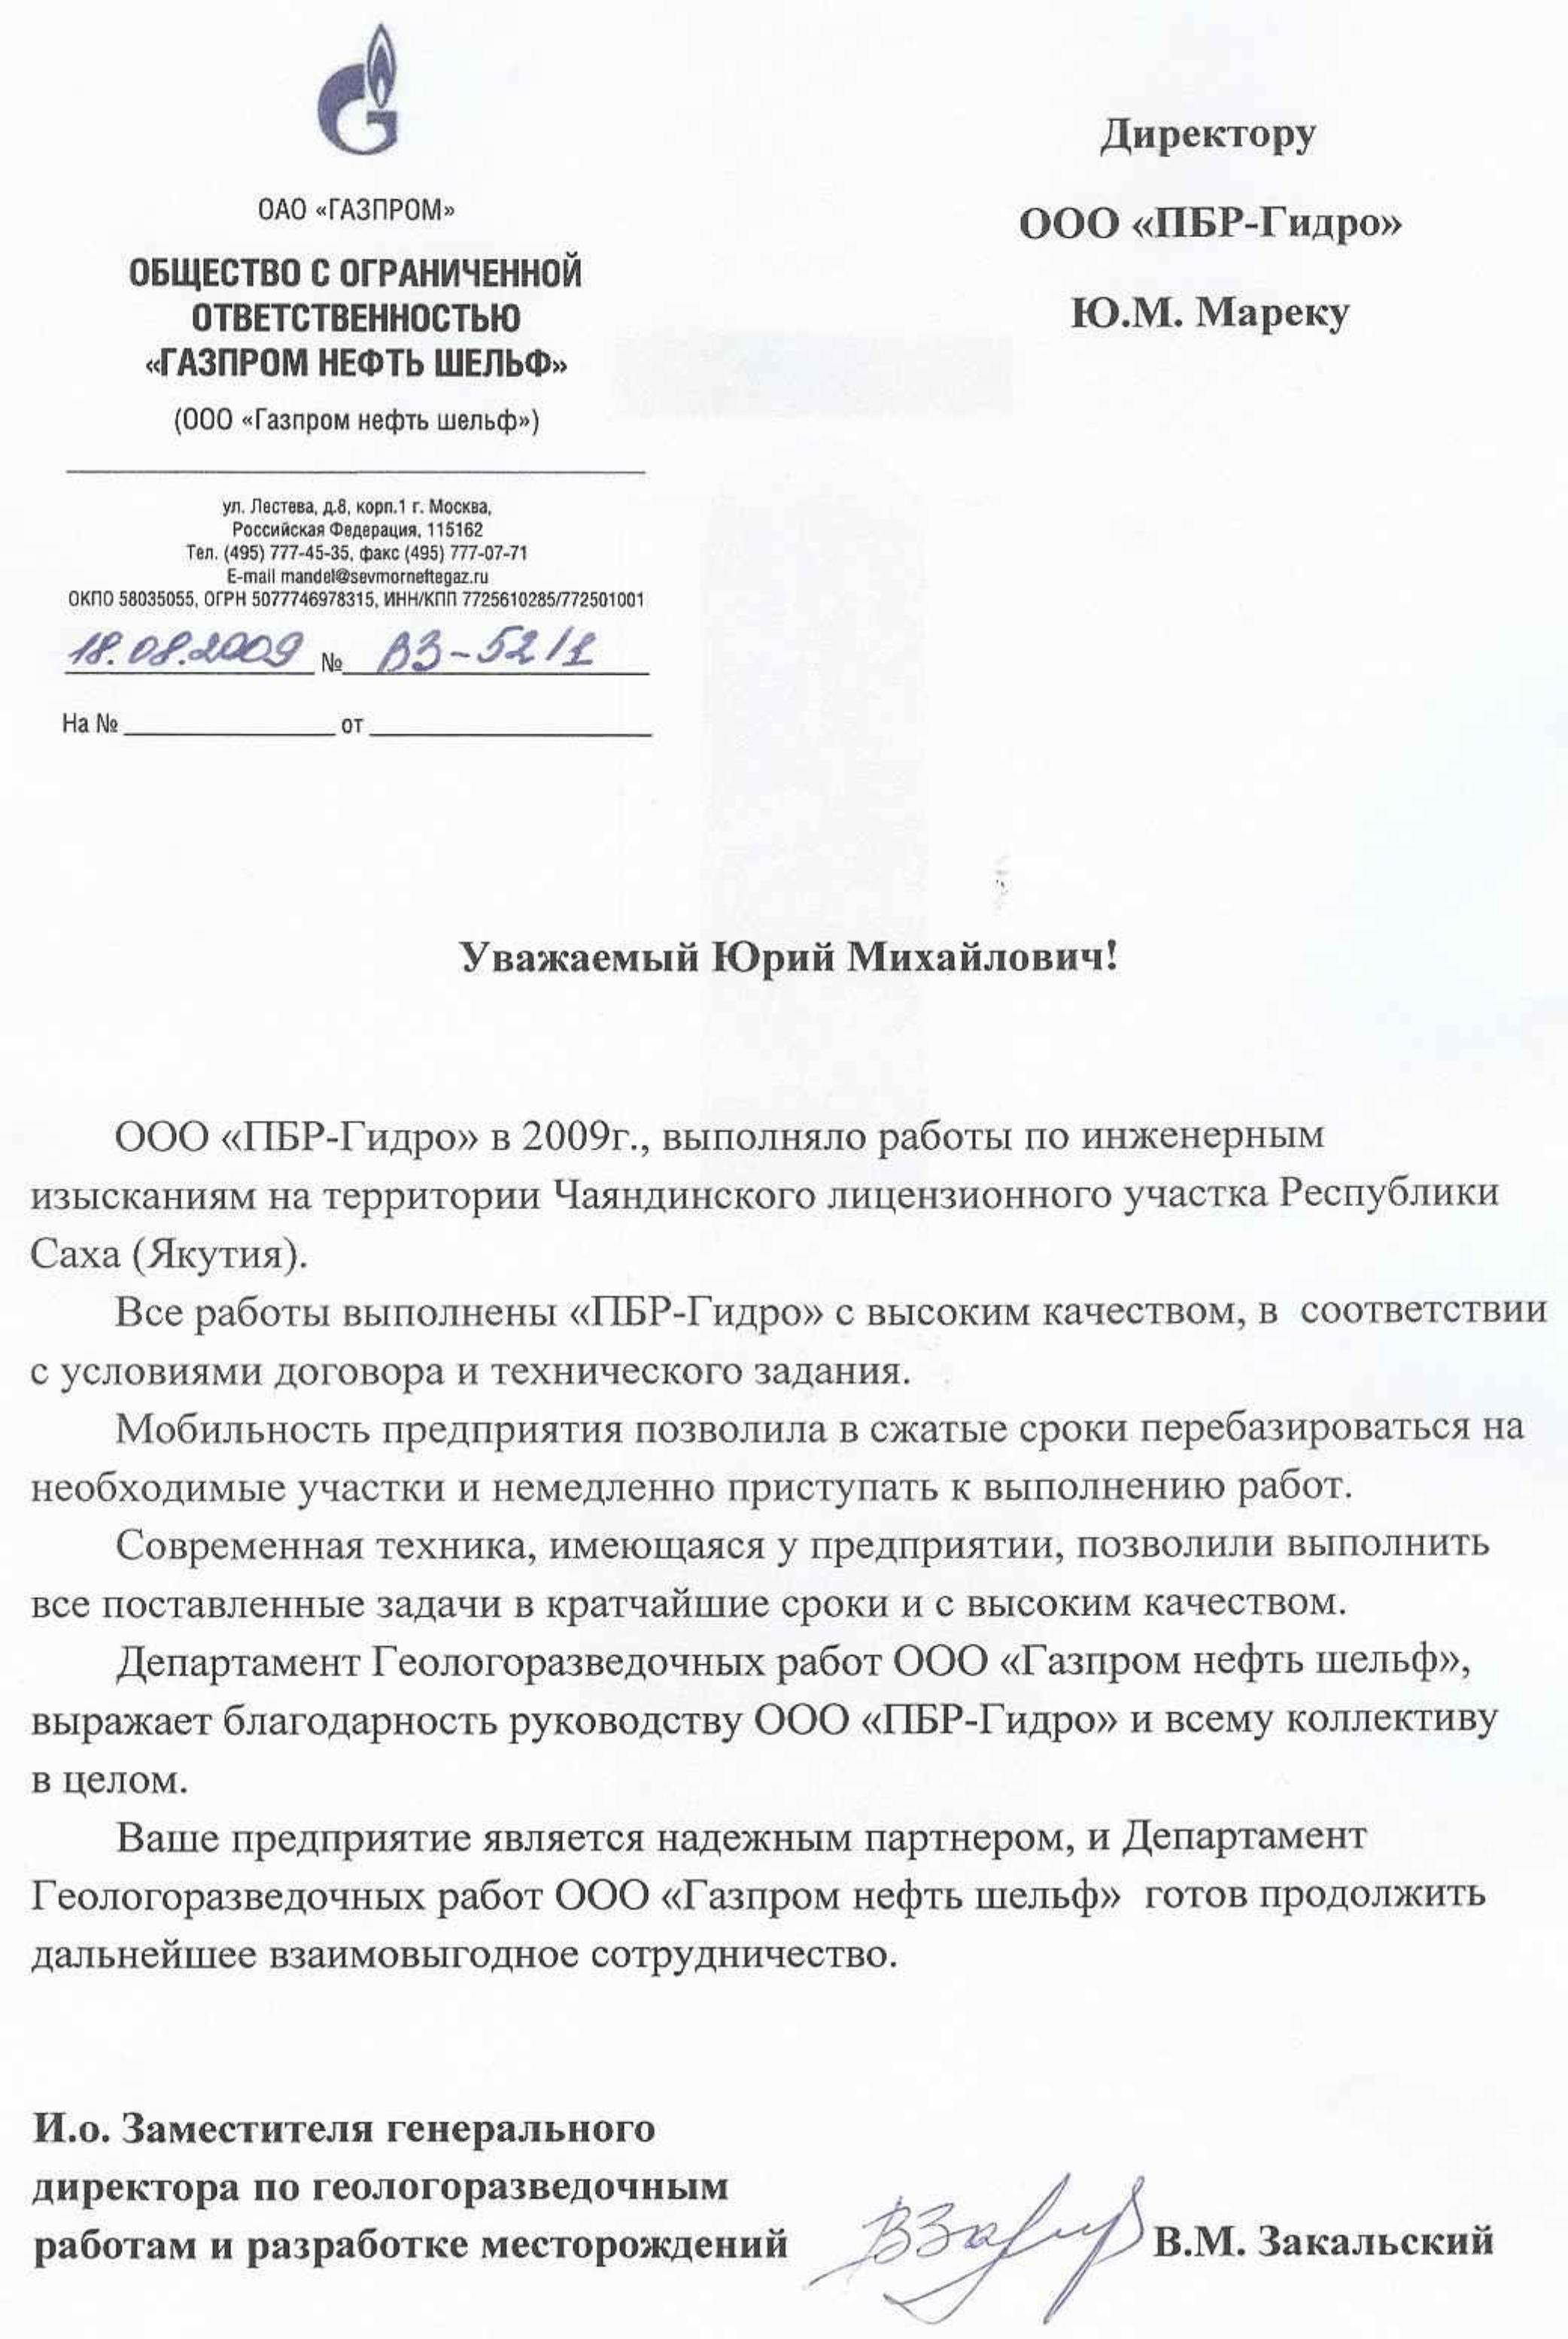 ОАО «ГАЗПРОМ»
ОБЩЕСТВО С ОГРАНИЧЕННОЙ
ОТВЕТСТВЕННОСТЬЮ
«ГАЗПРОМ НЕФТЬ ШЕЛЬФ»
(ООО «Газпром нефть шельф»)
ул. Лестева, д.8, корп.1 г. Москва,
Российская Федерация, 115162
Тел. (495) 777-45-35, факс (495) 777-07-71
E-mail mandel@sevmorneftegaz.ru
ОКПО 58035055, ОГРН 5077746978315, ИНН/КПП 7725610285/772501001
18.08.2009 № ВЗ-52/1
На № от
Директору
ООО «ПБР-Гидро»
Ю.М. Мареку
Уважаемый Юрий Михайлович!
ООО «ПБР-Гидро» в 2009г., выполняло работы по инженерным
изысканиям на территории Чаяндинского лицензионного участка Республики
Саха (Якутия).
Все работы выполнены «ПБР-Гидро» с высоким качеством, в соответствии
с условиями договора и технического задания.
Мобильность предприятия позволила в сжатые сроки перебазироваться на
необходимые участки и немедленно приступать к выполнению работ.
Современная техника, имеющаяся у предприятии, позволили выполнить
все поставленные задачи в кратчайшие сроки и с высоким качеством.
Департамент Геологоразведочных работ ООО «Газпром нефть шельф»,
выражает благодарность руководству ООО «ПБР-Гидро» и всему коллективу
в целом.
Ваше предприятие является надежным партнером, и Департамент
Геологоразведочных работ ООО «Газпром нефть шельф» готов продолжить
дальнейшее взаимовыгодное сотрудничество.
И.о. Заместителя генерального
директора по геологоразведочным
работам и разработке месторождений
В.М. Закальский